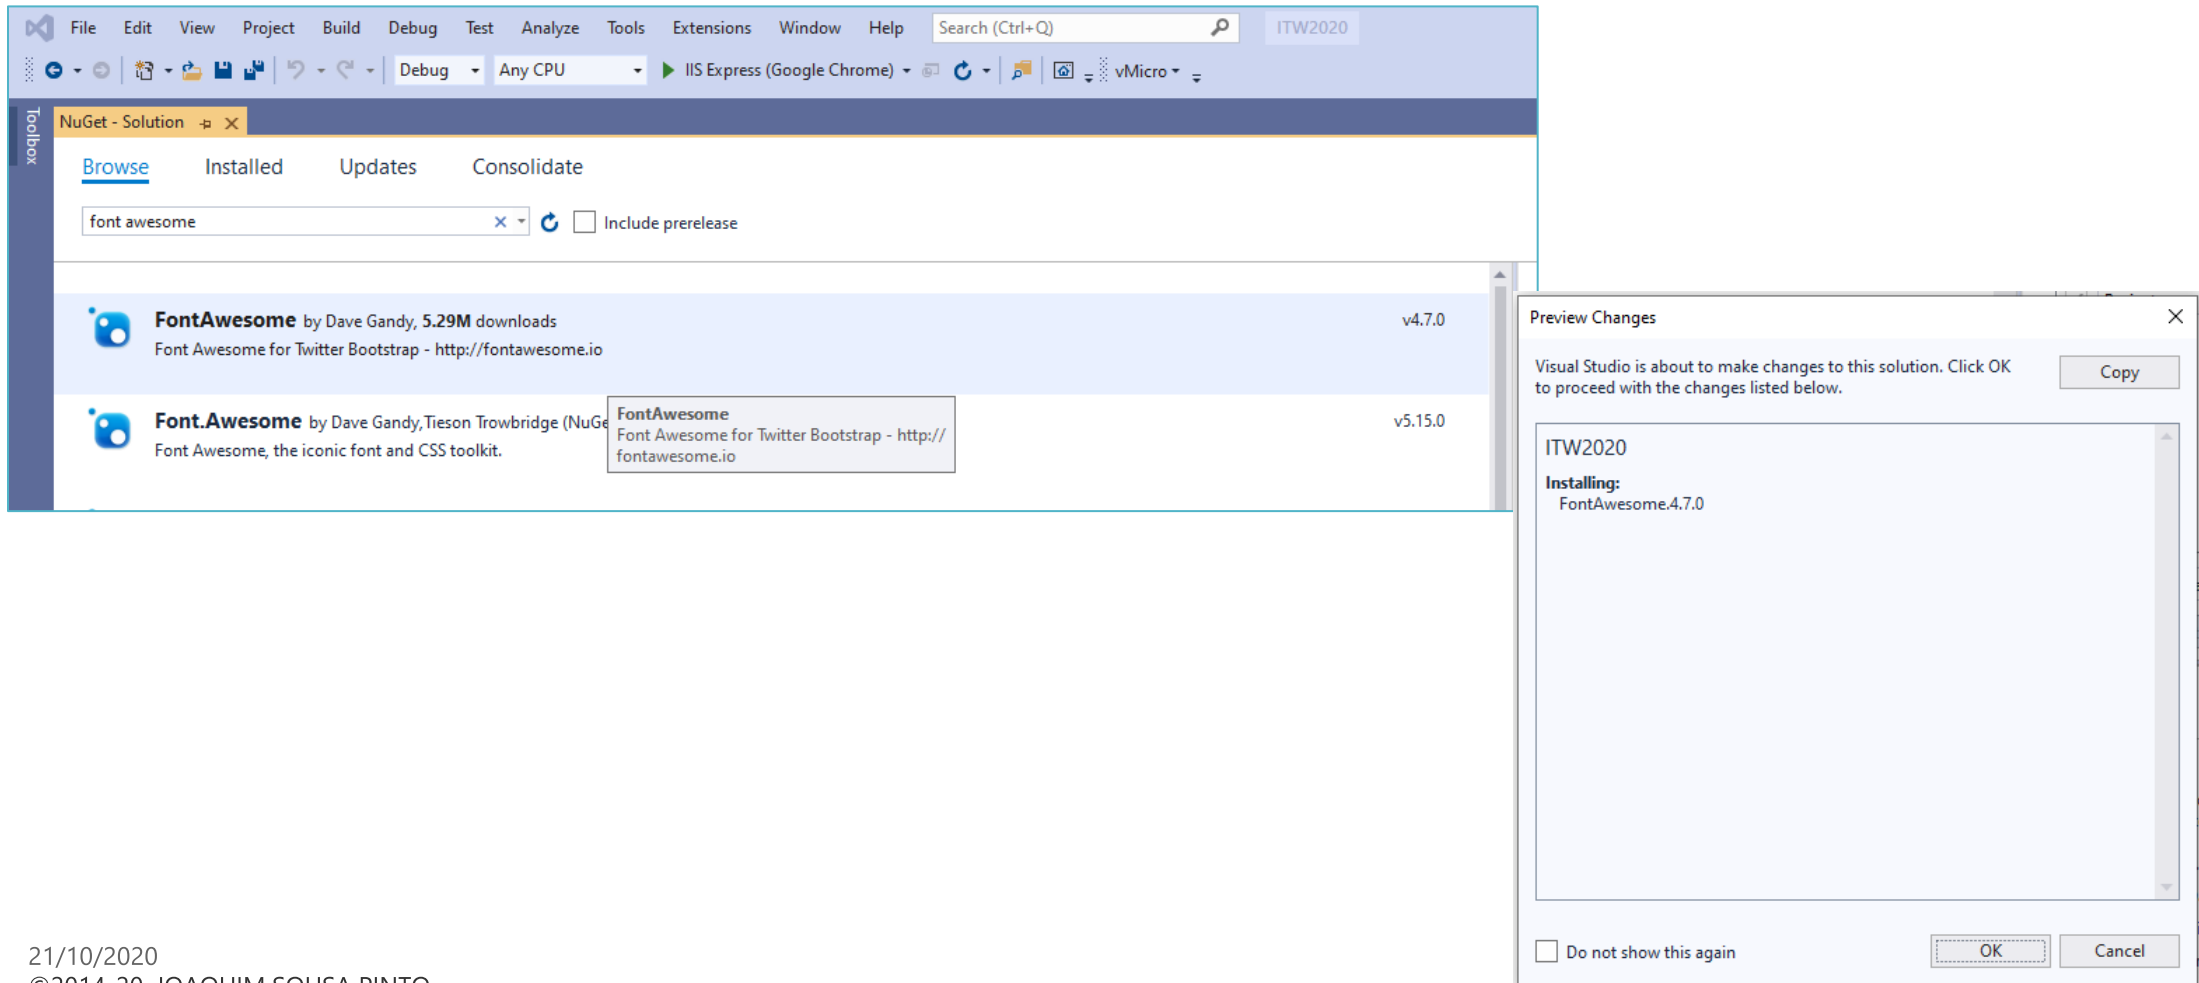 File Edit View Project Build Debug Test Analyze Tools Extensions Window Help Search (Ctrl+Q) ITW2020
Debug Any CPU IIS Express (Google Chrome) vMicro
Toolbox
NuGet - Solution
Browse Installed Updates Consolidate
font awesome Include prerelease
FontAwesome by Dave Gandy, 5.29M downloads v4.7.0
Font Awesome for Twitter Bootstrap - http://fontawesome.io
Font.Awesome by Dave Gandy,Tieson Trowbridge (NuGe v5.15.0
Font Awesome, the iconic font and CSS toolkit.
FontAwesome
Font Awesome for Twitter Bootstrap - http://
fontawesome.io
Preview Changes
Visual Studio is about to make changes to this solution. Click OK
to proceed with the changes listed below.
Copy
ITW2020
Installing:
FontAwesome.4.7.0
Do not show this again OK Cancel
21/10/2020
©2014-20, JOAQUIM SOUSA PINTO